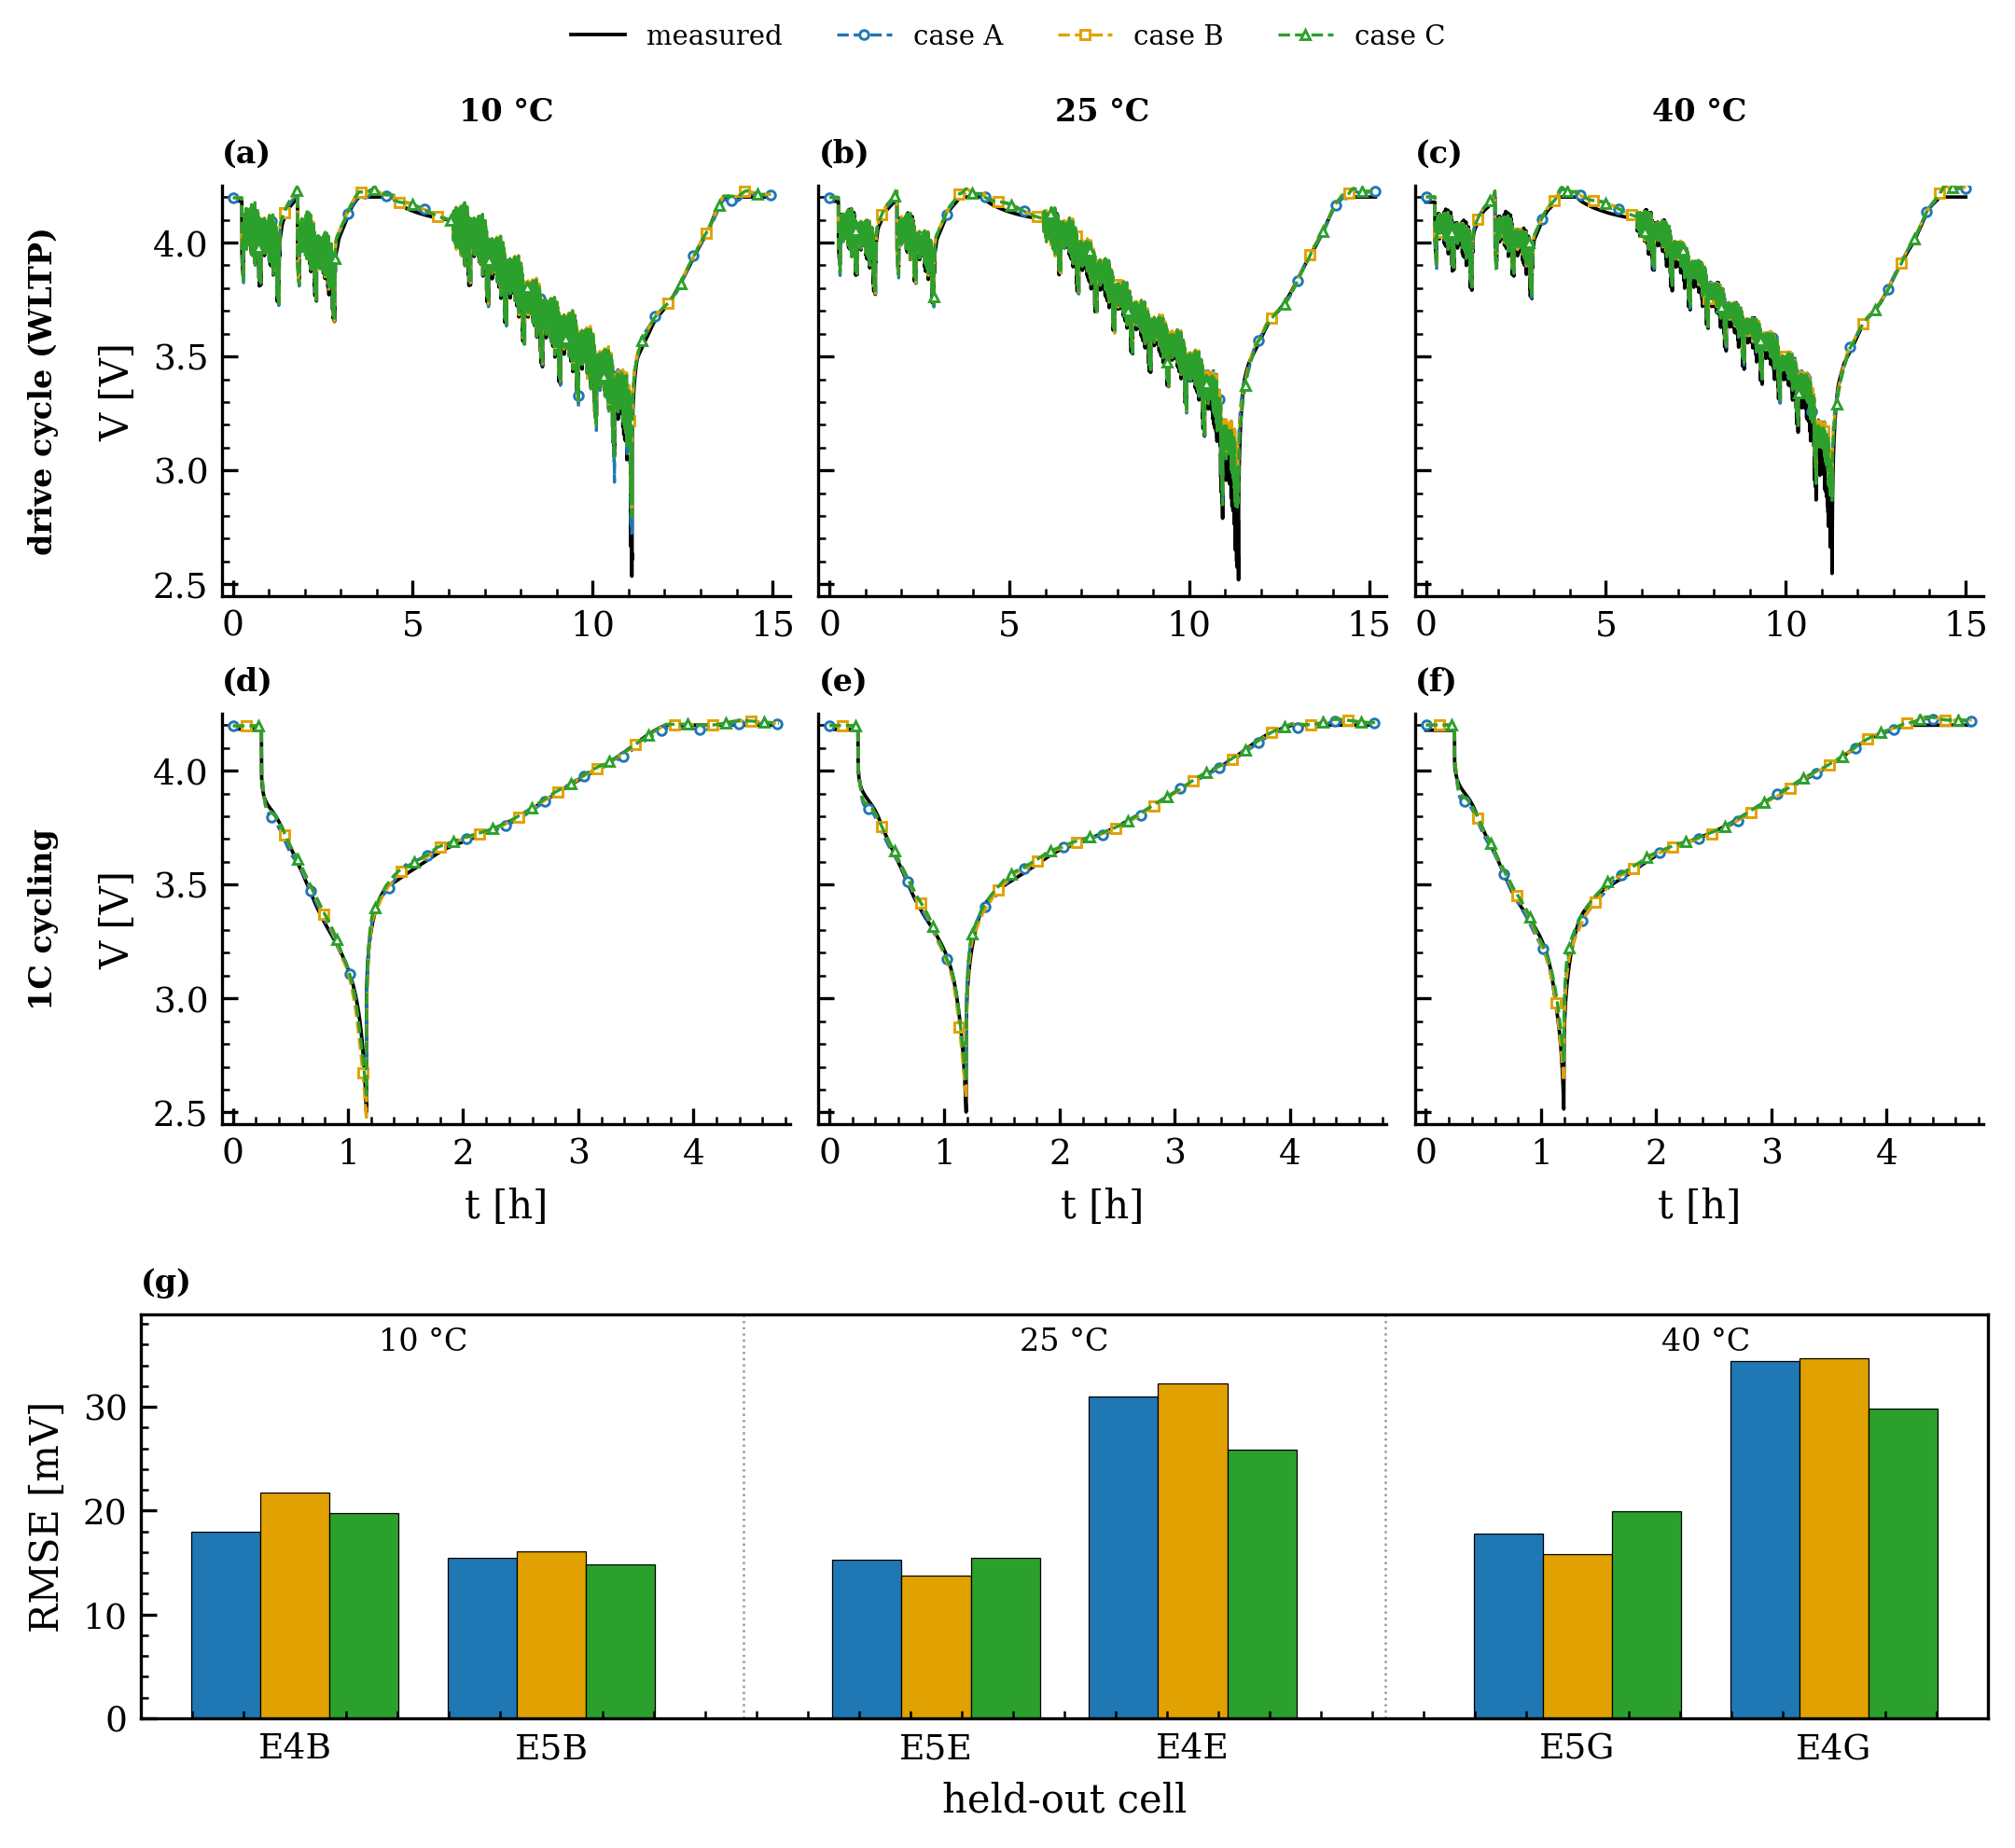 measured case A case B case C
10 °C 25 °C 40 °C
(a) (b) (c)
drive cycle (WLTP)
V [V]
4.0
3.5
3.0
2.5
0 5 10 15 0 5 10 15 0 5 10 15
(d) (e) (f)
1C cycling
V [V]
4.0
3.5
3.0
2.5
0 1 2 3 4 0 1 2 3 4 0 1 2 3 4
t [h] t [h] t [h]
(g)
10 °C 25 °C 40 °C
RMSE [mV]
30
20
10
0
E4B E5B E5E E4E E5G E4G
held-out cell